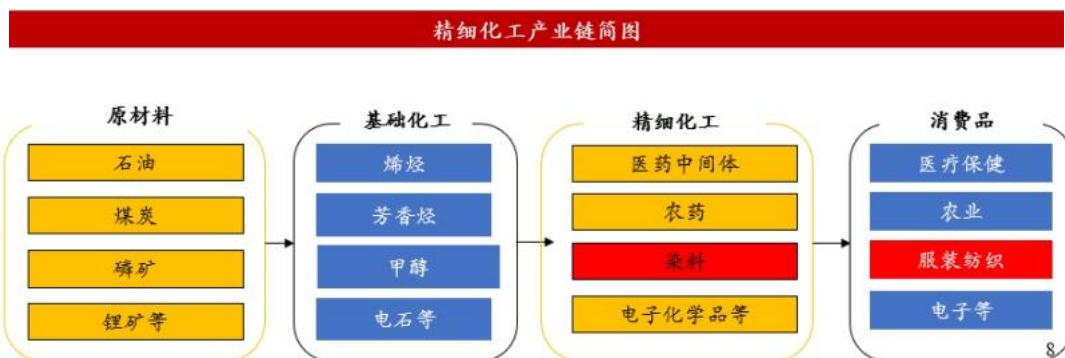 精细化工产业链简图
原材料
石油
煤炭
磷矿
锂矿等
基础化工
烯烃
芳香烃
甲醇
电石等
精细化工
医药中间体
农药
染料
电子化学品等
消费品
医疗保健
农业
服装纺织
电子等
8